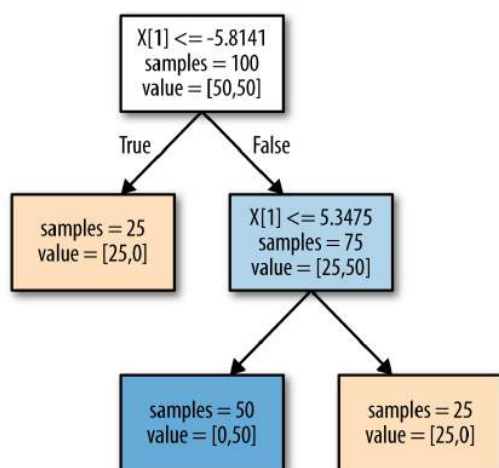 X[1] <= -5.8141
samples = 100
value = [50,50]
True
False
samples = 25
value = [25,0]
X[1] <= 5.3475
samples = 75
value = [25,50]
samples = 50
value = [0,50]
samples = 25
value = [25,0]